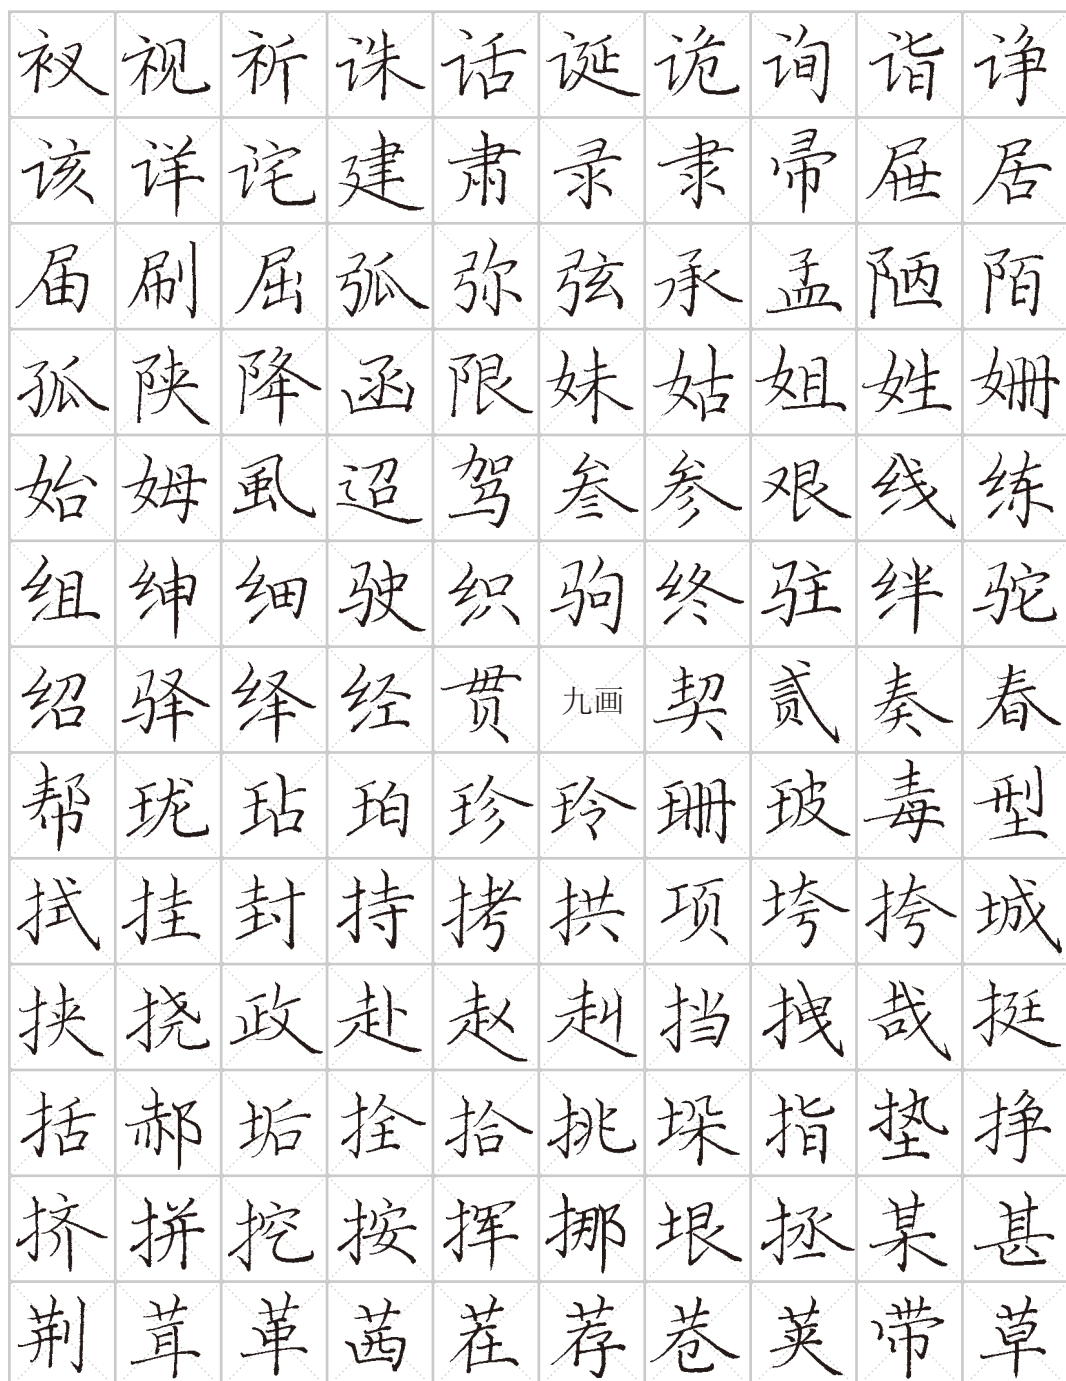 衩视祈诛话诞诡询诣诤
该详诧建肃录隶帚屉居
届刷屈弧弥弦承孟陋陌
孤陕降函限妹姑姐姓姗
始姆虱迢驾叁参艰线练
组绅细驶织驹终驻绊驼
绍驿绎经贯九画契贰奏春
帮珑玷珀珍玲珊玻毒型
拭挂封持拷拱项垮挎城
挟挠政赴赵赳挡拽哉挺
括郝垢拴拾挑垛指垫挣
挤拼挖按挥挪垠拯某甚
荆茸革茜茬荐巷荚带草